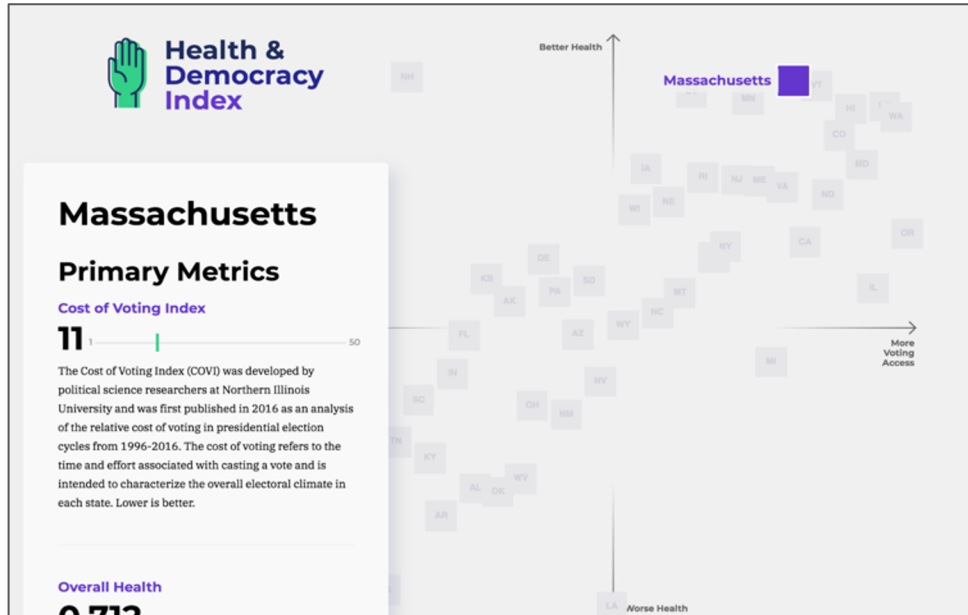 Health &
Democracy
Index
Better Health
NH
Massachusetts
VT
MN
HI
WA
CO
MD
IA
RI
NJ
ME
VA
ND
WI
NE
OR
CA
NY
DE
KS
SD
PA
AK
IL
MT
NC
WY
FL
AZ
More
Voting
Access
MI
IN
NV
SC
OH
NM
TN
KY
WY
AL
OK
AR
LA
Worse Health
Massachusetts
Primary Metrics
Cost of Voting Index
11
1
50
The Cost of Voting Index (COVI) was developed by
political science researchers at Northern Illinois
University and was first published in 2016 as an analysis
of the relative cost of voting in presidential election
cycles from 1996-2016. The cost of voting refers to the
time and effort associated with casting a vote and is
intended to characterize the overall electoral climate in
each state. Lower is better.
Overall Health
0.712